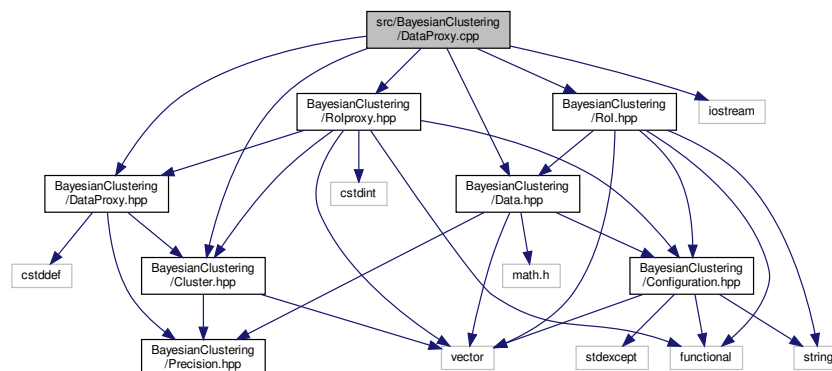 src/BayesianClustering
/DataProxy.cpp
BayesianClustering
/RoIproxy.hpp
BayesianClustering
/RoI.hpp
iostream
BayesianClustering
/DataProxy.hpp
cstdint
BayesianClustering
/Data.hpp
cstddef
BayesianClustering
/Cluster.hpp
math.h
BayesianClustering
/Configuration.hpp
BayesianClustering
/Precision.hpp
vector
stdexcept
functional
string